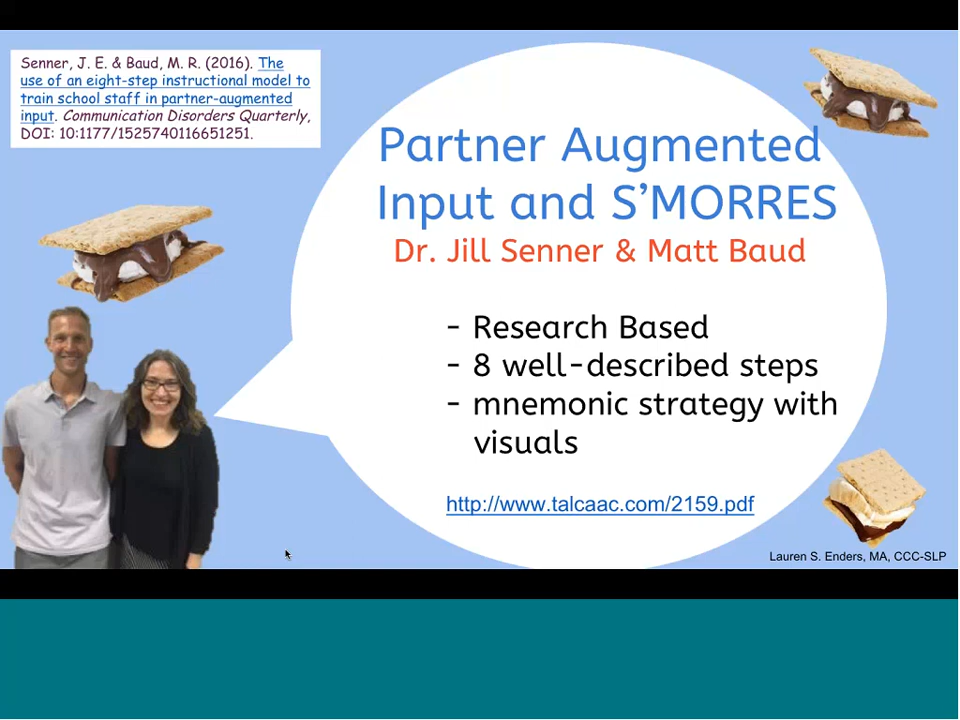 Senner, J. E. & Baud, M. R. (2016). The
use of an eight-step instructional model to
train school staff in partner-augmented
input. Communication Disorders Quarterly,
DOI: 10:1177/1525740116651251.
Partner Augmented
Input and S’MORRES
Dr. Jill Senner & Matt Baud
- Research Based
- 8 well-described steps
- mnemonic strategy with
visuals
http://www.talcaac.com/2159.pdf
Lauren S. Enders, MA, CCC-SLP